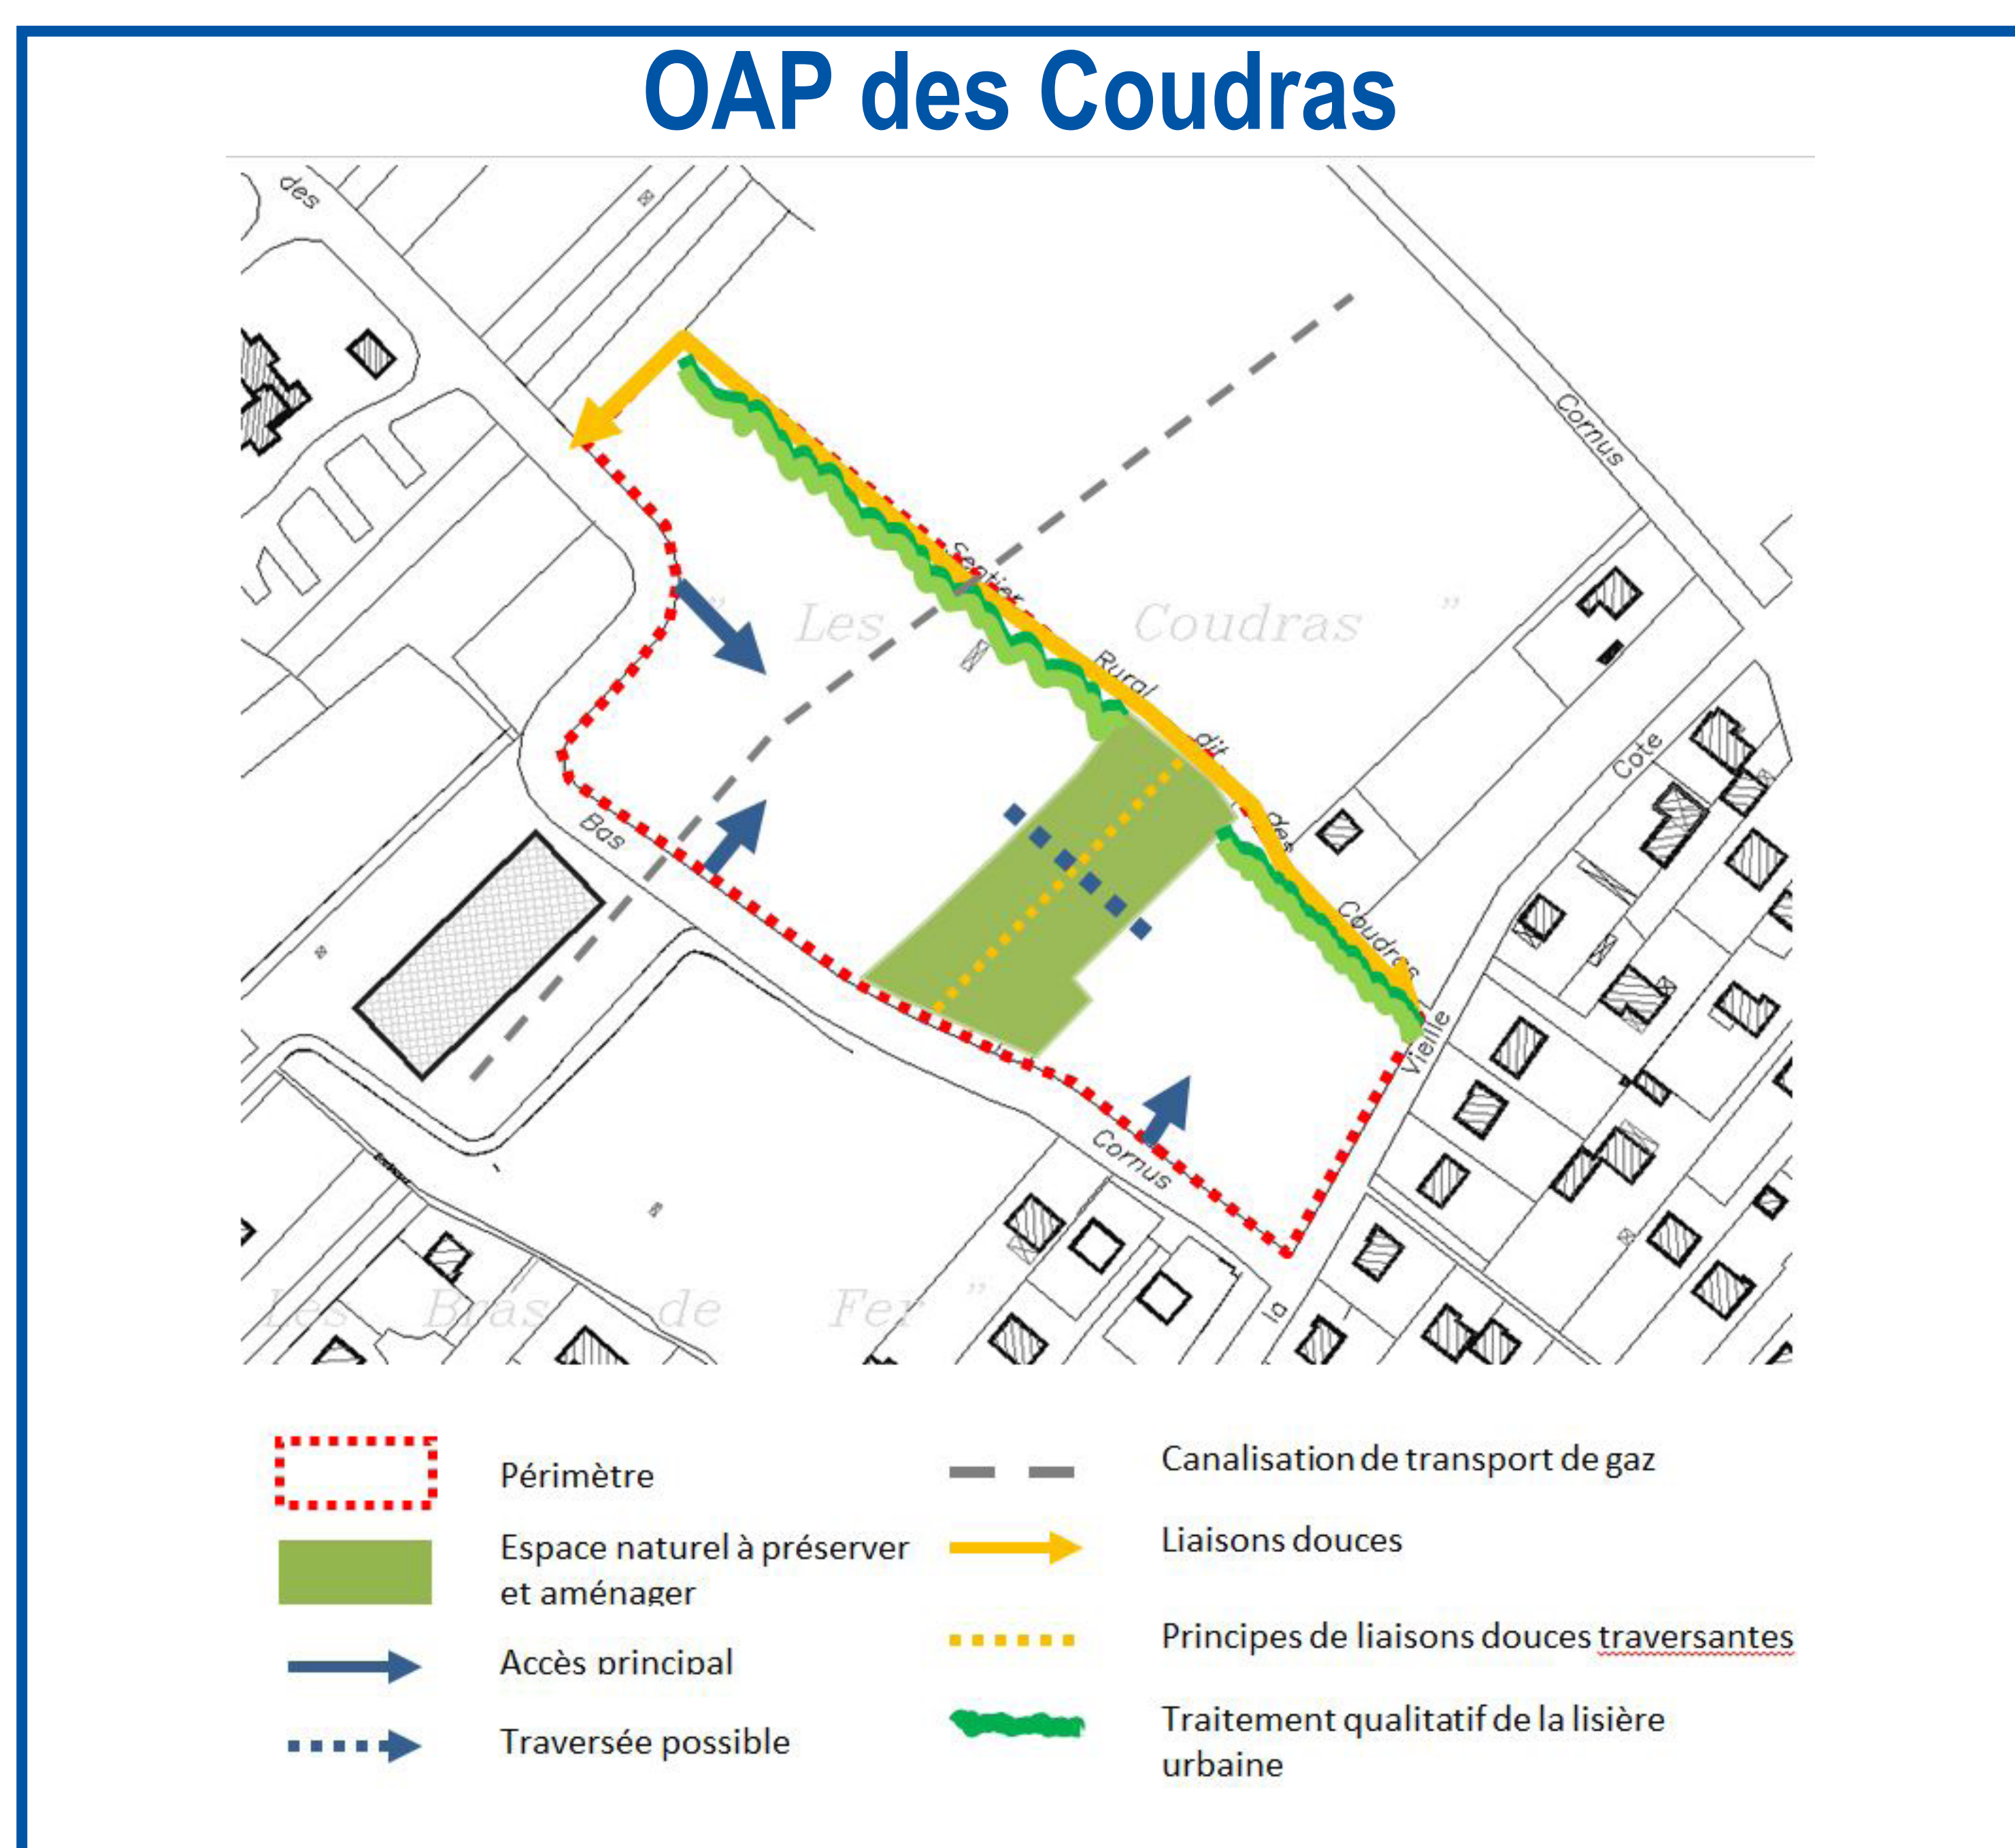 OAP des Coudras
des
Cornus
Sentier
" Les Coudras "
Rural
dit
des
Cote
Bas
Coudras
Vieille
Cornus
la
Les Bras de Fer "
Périmètre
Espace naturel à préserver
et aménager
Accès principal
Traversée possible
Canalisation de transport de gaz
Liaisons douces
Principes de liaisons douces traversantes
Traitement qualitatif de la lisière
urbaine